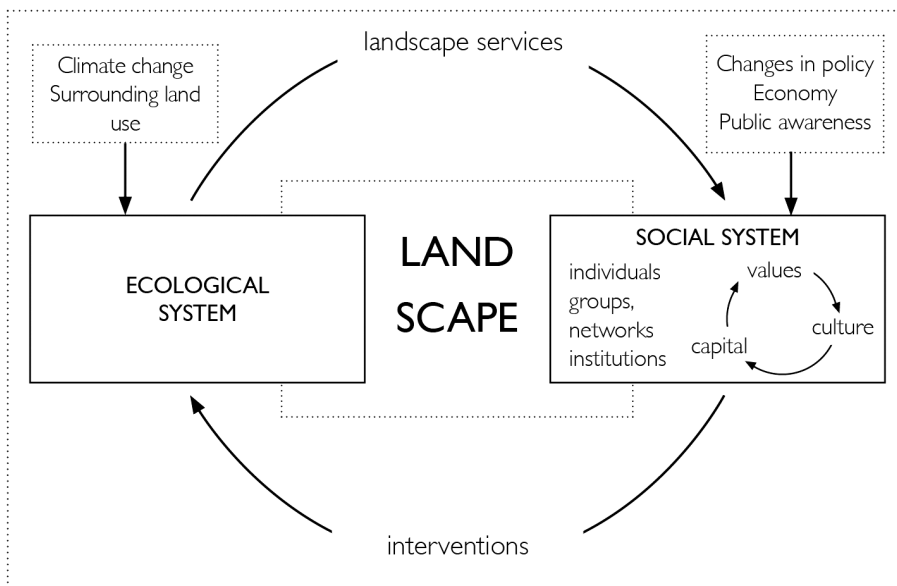 landscape services
Climate change
Surrounding land
use
Changes in policy
Economy
Public awareness
ECOLOGICAL
SYSTEM
LAND
SCAPE
SOCIAL SYSTEM
individuals
groups,
networks
institutions
values
culture
capital
interventions